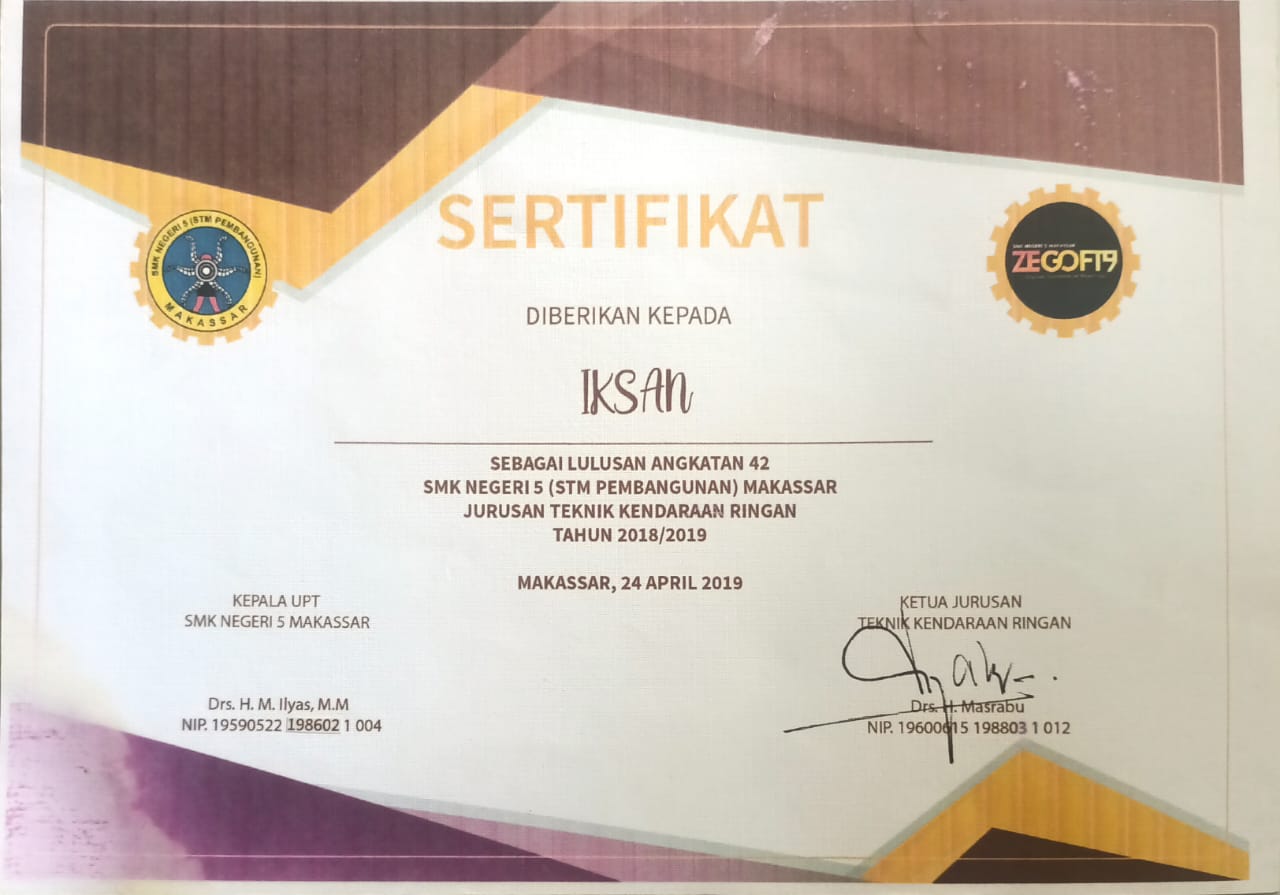 SERTIFIKAT
SMK NEGERI 5 (STM PEMBANGUNAN)
MAKASSAR
SMK NEGERI 5 MAKASSAR
ZEGOFT9
DIBERIKAN KEPADA
IKSAN
SEBAGAI LULUSAN ANGKATAN 42
SMK NEGERI 5 (STM PEMBANGUNAN) MAKASSAR
JURUSAN TEKNIK KENDARAAN RINGAN
TAHUN 2018/2019
MAKASSAR, 24 APRIL 2019
KEPALA UPT
SMK NEGERI 5 MAKASSAR
Drs. H. M. Ilyas, M.M
NIP. 19590522 198602 1 004
KETUA JURUSAN
TEKNIK KENDARAAN RINGAN
Drs. H. Masrabu
NIP. 19600615 198803 1 012